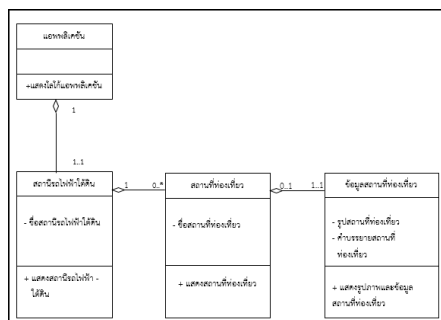 แอพพลิเคชัน
+แสดงโลโก้แอพพลิเคชัน
1
1..1
สถานีรถไฟฟ้าใต้ดิน
1
0..*
สถานที่ท่องเที่ยว
0..1
1..1
ข้อมูลสถานที่ท่องเที่ยว
- ชื่อสถานีรถไฟฟ้าใต้ดิน
- ชื่อสถานที่ท่องเที่ยว
- รูปสถานที่ท่องเที่ยว
- คำบรรยายสถานที่
ท่องเที่ยว
+ แสดงสถานีรถไฟฟ้า -
ใต้ดิน
+ แสดงสถานที่ท่องเที่ยว
+ แสดงรูปภาพและข้อมูล
สถานที่ท่องเที่ยว